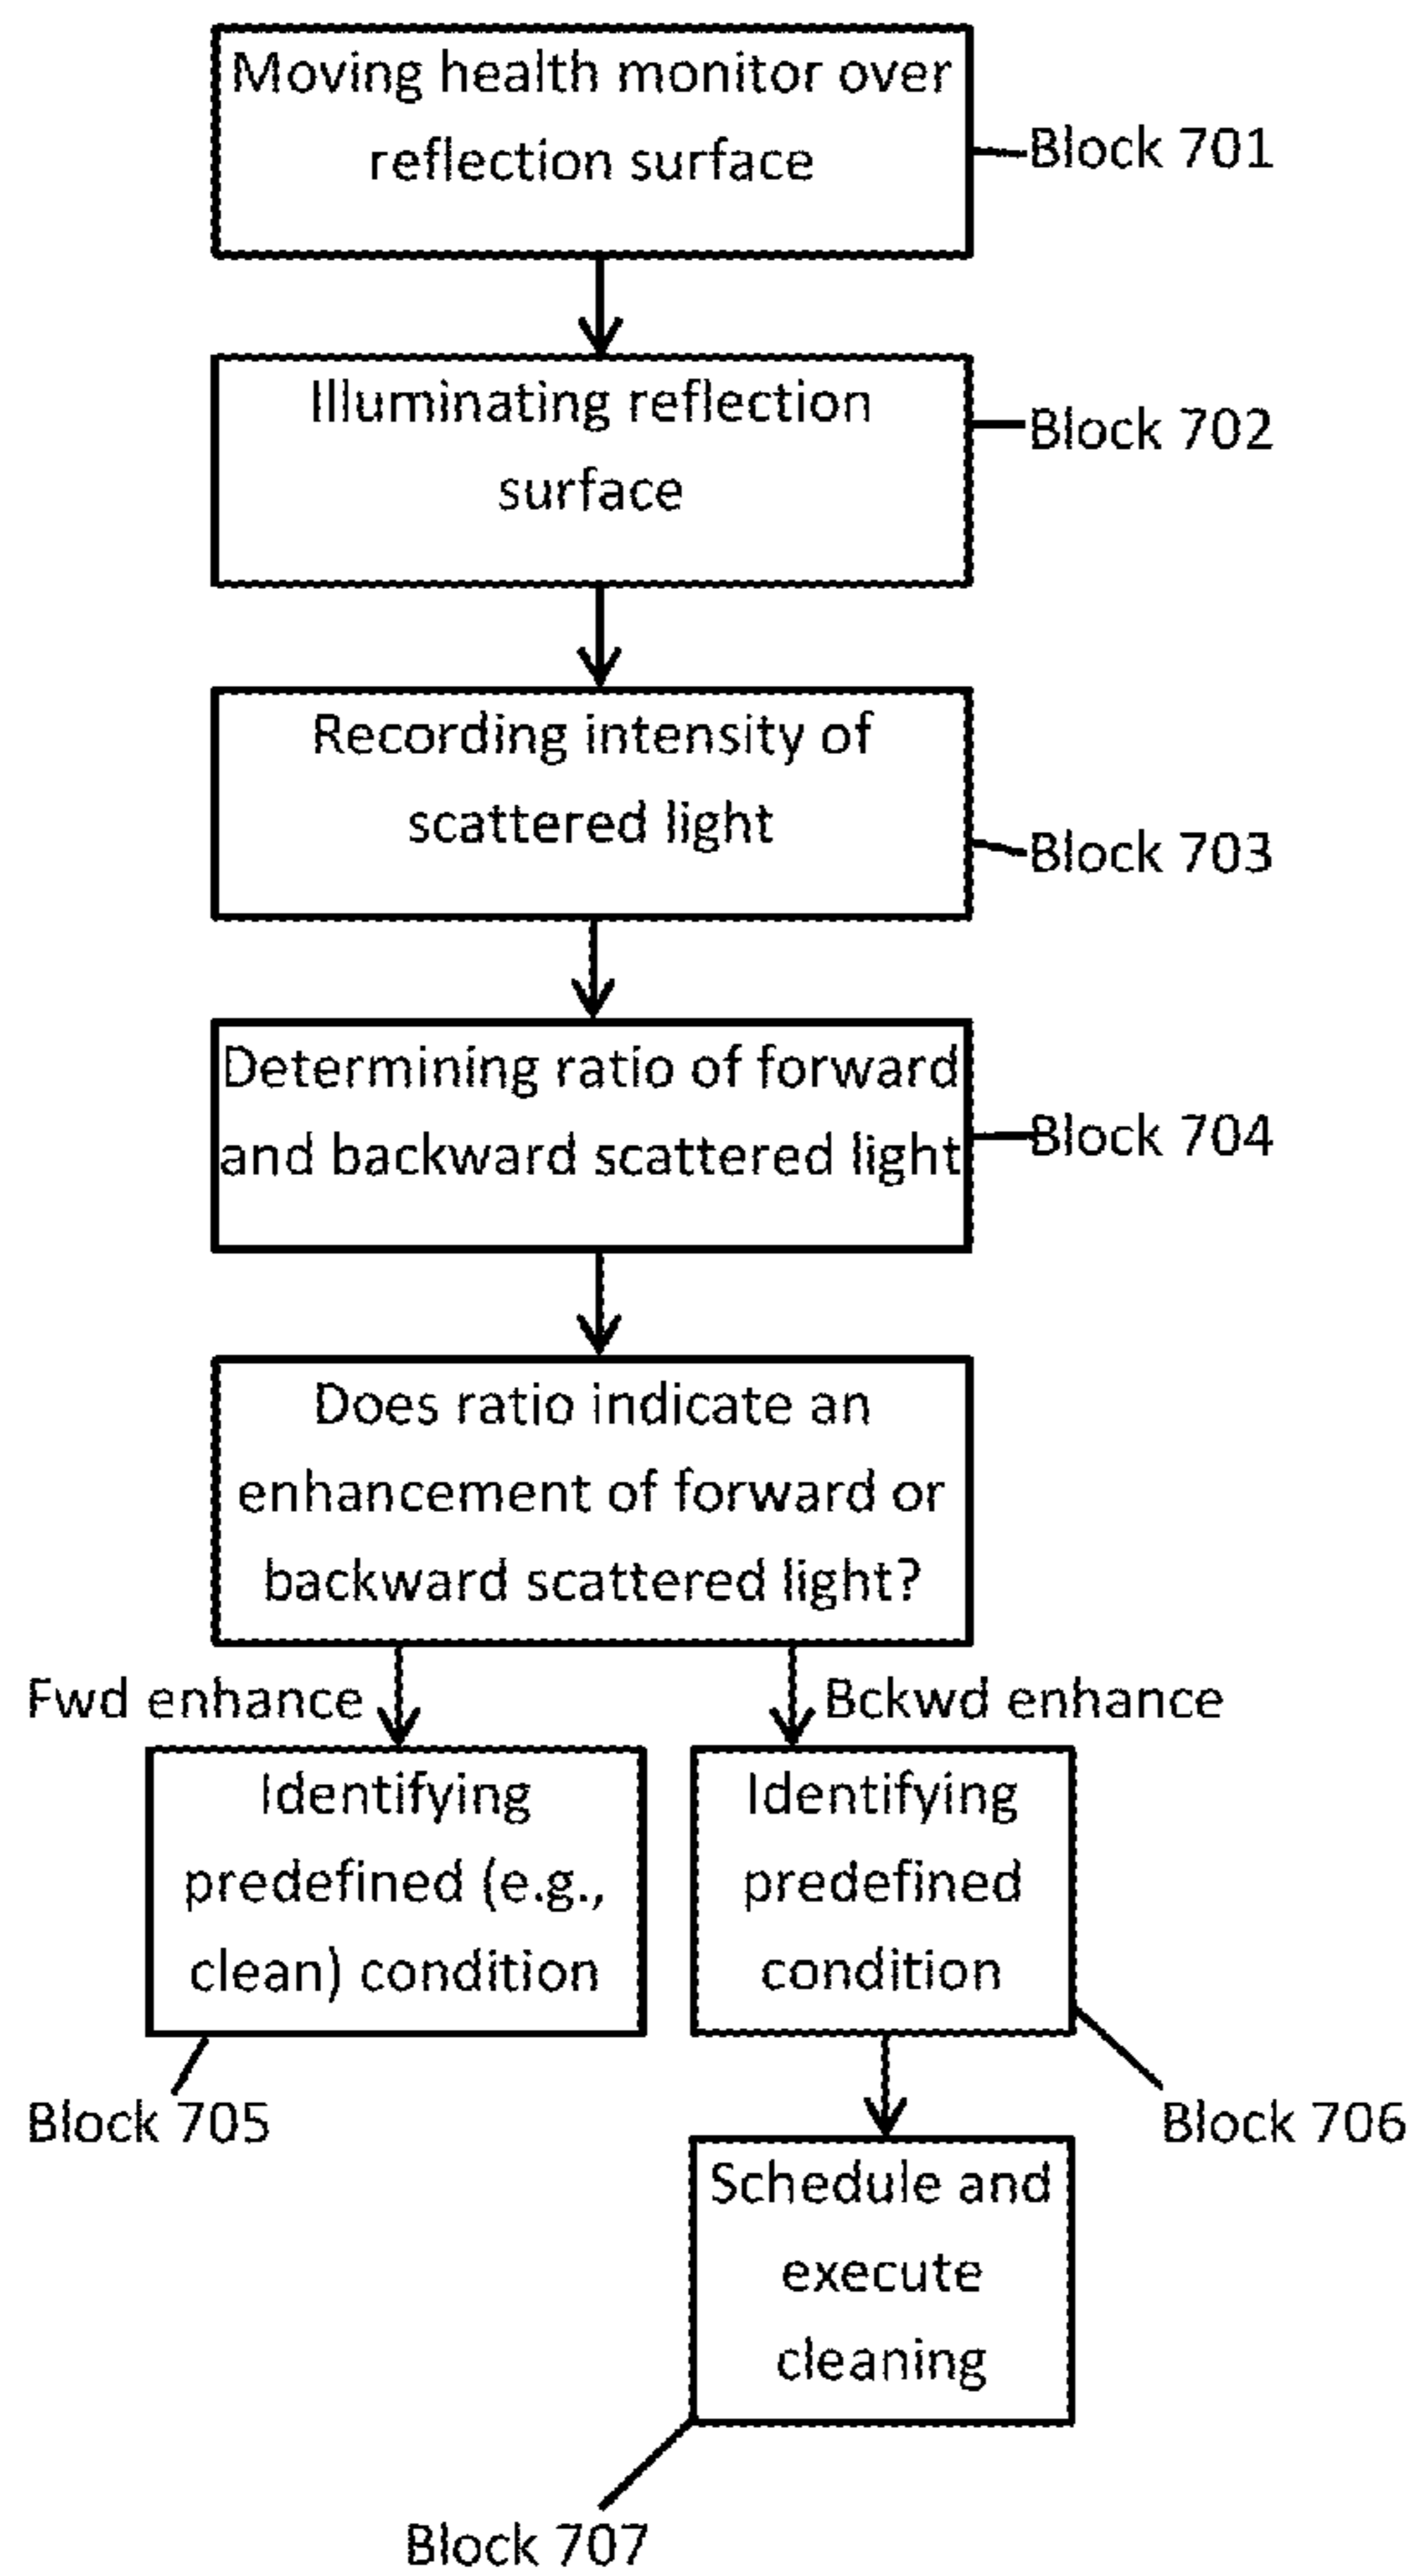 Moving health monitor over
reflection surface
Block 701
Illuminating reflection
surface
Block 702
Recording intensity of
scattered light
Block 703
Determining ratio of forward
and backward scattered light
Block 704
Does ratio indicate an
enhancement of forward or
backward scattered light?
Fwd enhance
Bckwd enhance
Identifying
predefined (e.g.,
clean) condition
Block 705
Identifying
predefined
condition
Block 706
Schedule and
execute
cleaning
Block 707